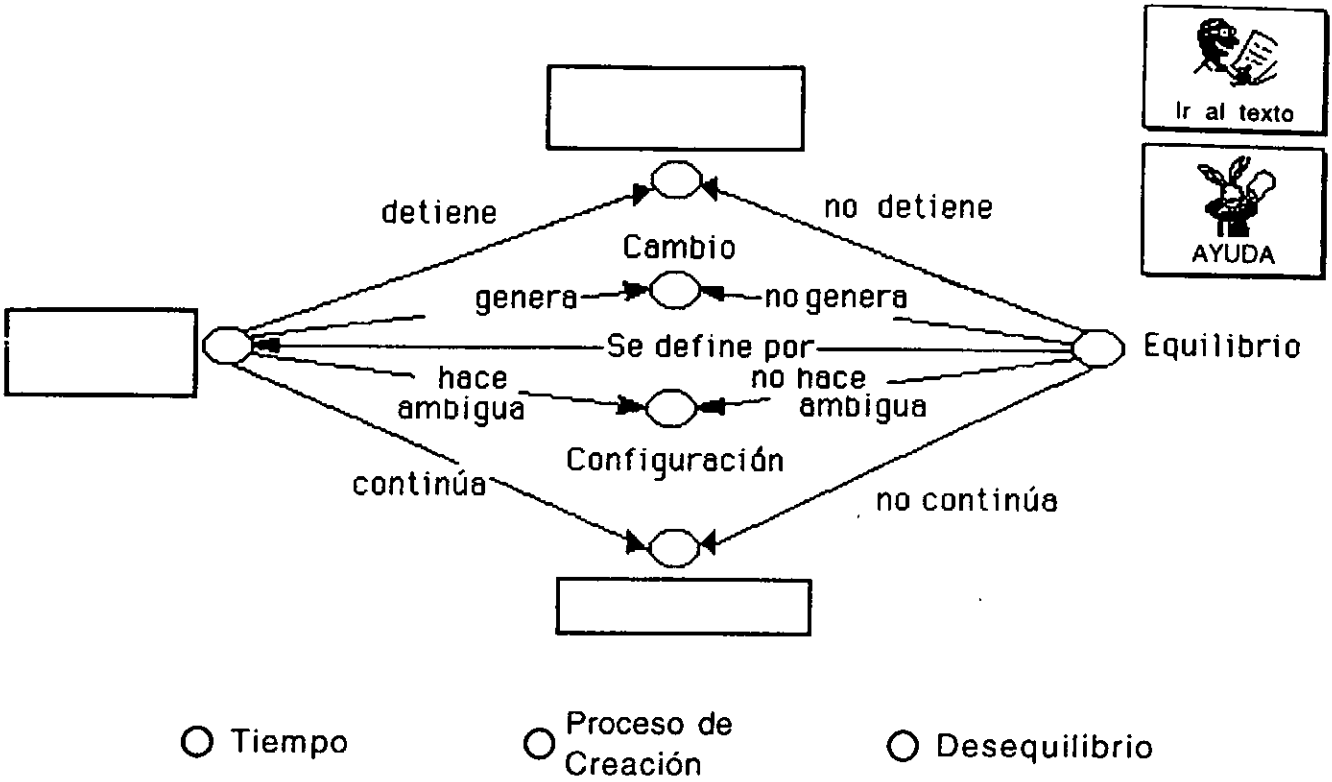 Ir al texto
AYUDA
detiene
no detiene
Cambio
genera
no genera
Se define por
Equilibrio
hace
ambigua
no hace
ambigua
Configuración
continúa
no continúa
Tiempo
Proceso de
Creación
Desequilibrio